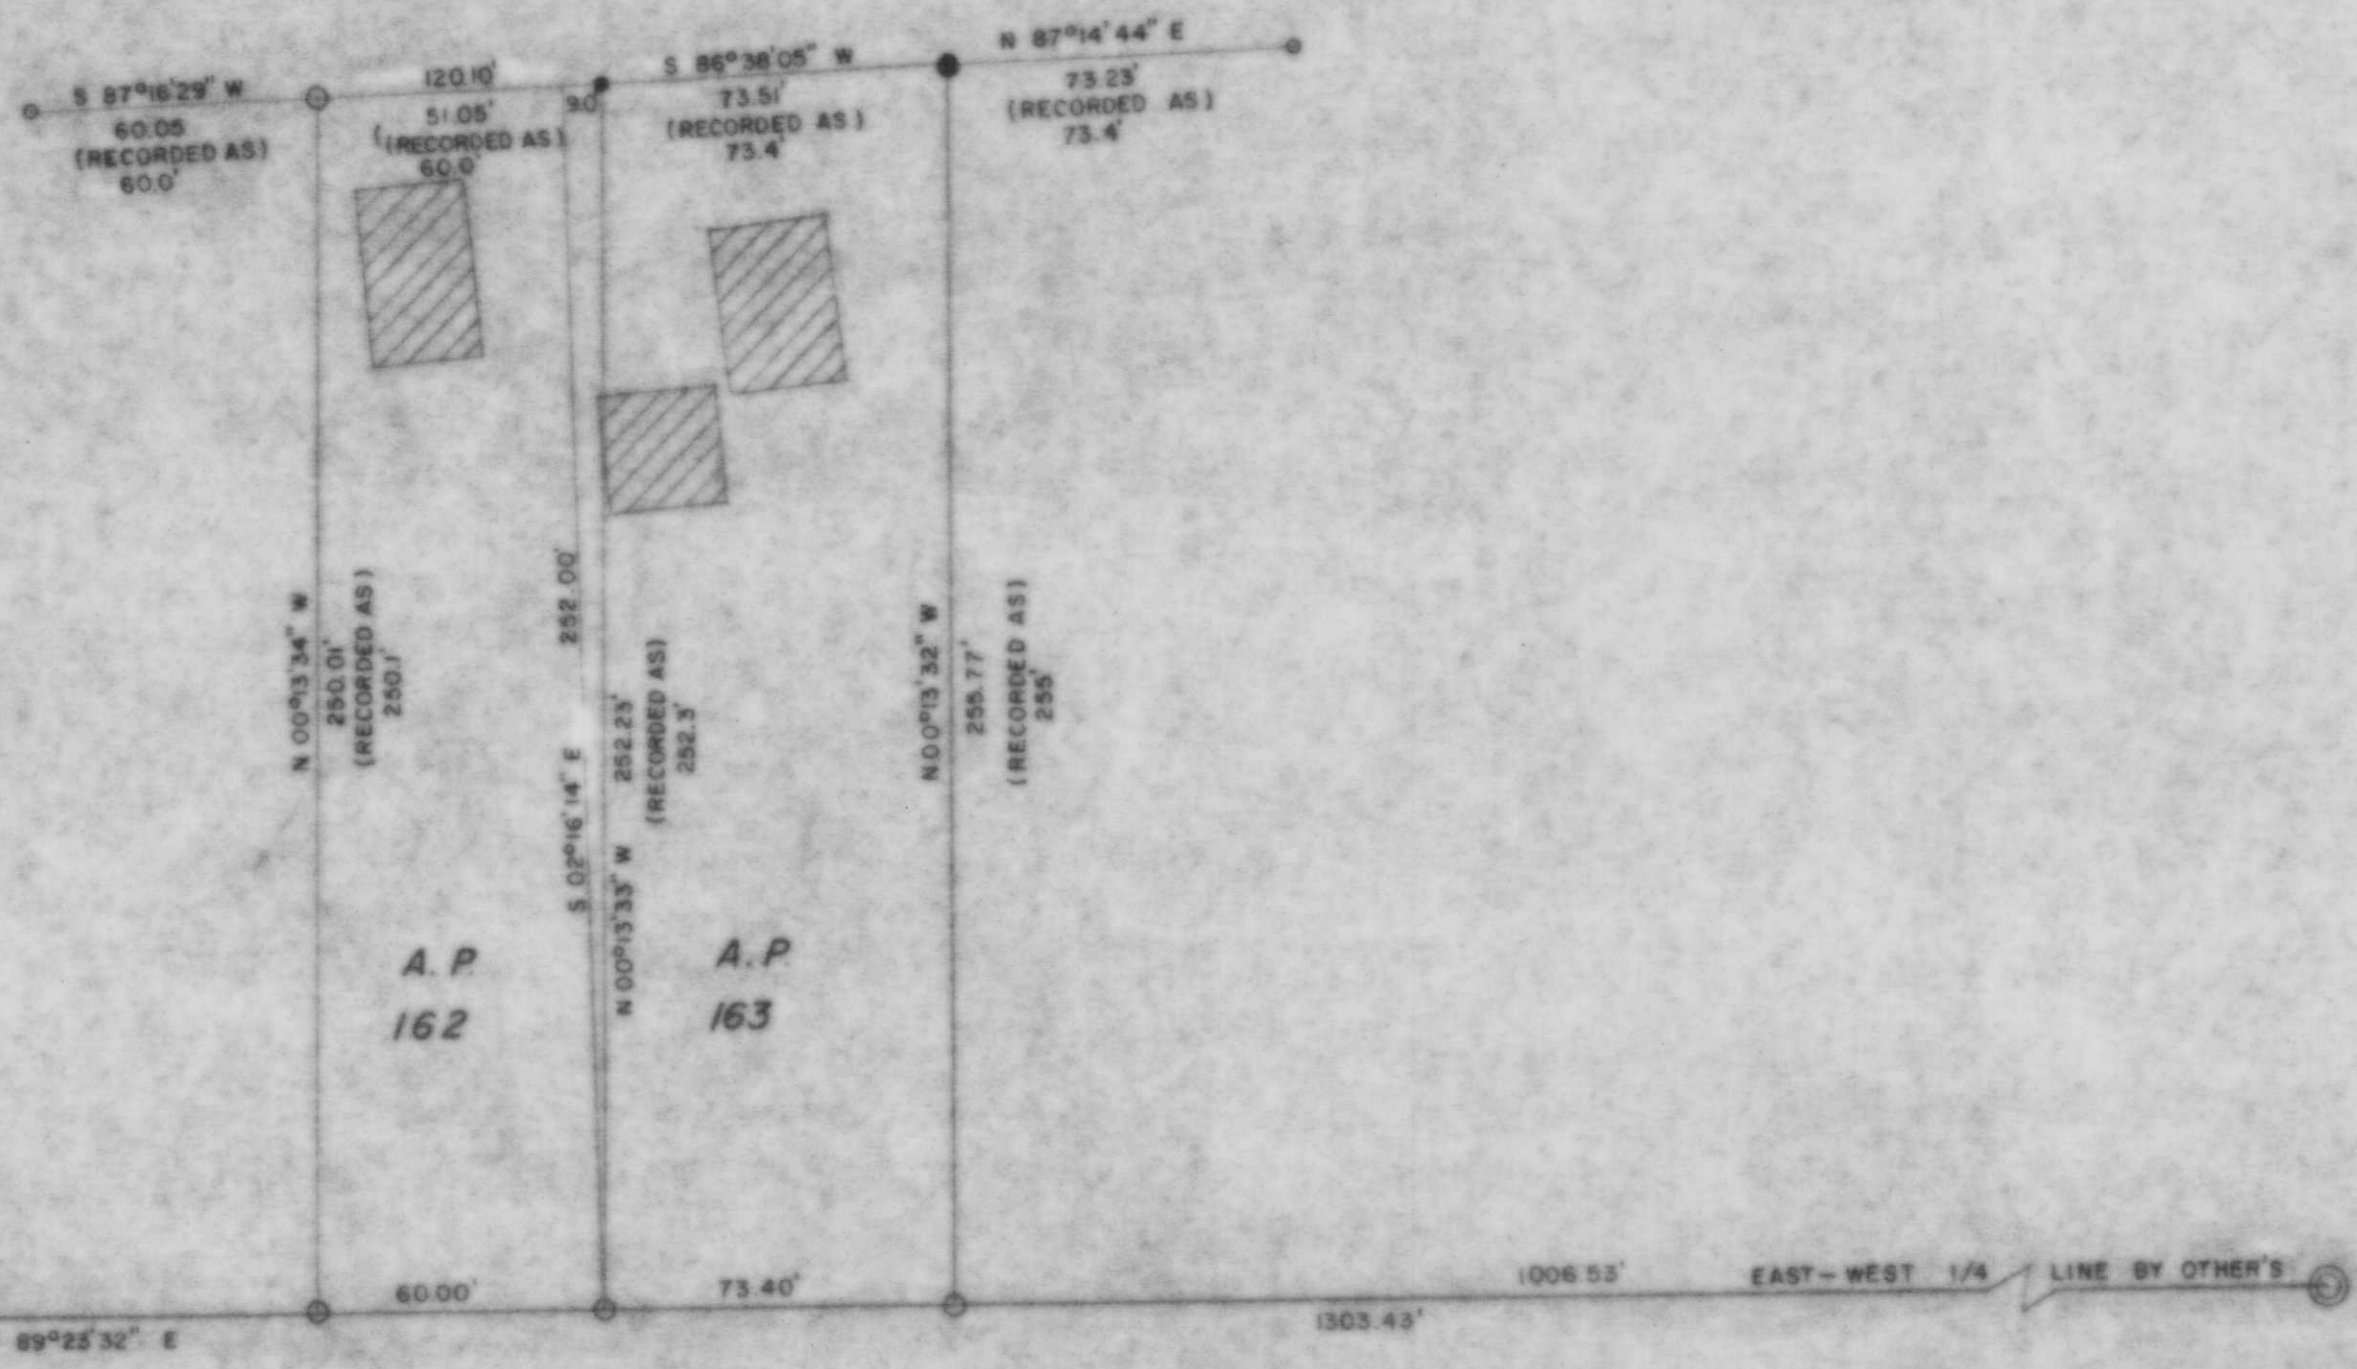 S 87°16'29" W
60.05
(RECORDED AS)
60.0'
120.10'
51.05'
(RECORDED AS)
60.0'
9.0'
S 86°38'05" W
73.51'
(RECORDED AS)
73.4'
N 87°14'44" E
73.23'
(RECORDED AS)
73.4'
N 00°13'34" W
250.01'
(RECORDED AS)
250.1'
252.00'
S 02°16'14" E
252.23'
N 00°13'33" W
(RECORDED AS)
252.3'
N 00°13'32" W
255.77'
(RECORDED AS)
255'
A.P.
162
A.P.
163
60.00'
73.40'
1006.53'
EAST-WEST 1/4 LINE BY OTHER'S
1303.43'
89°23'32" E